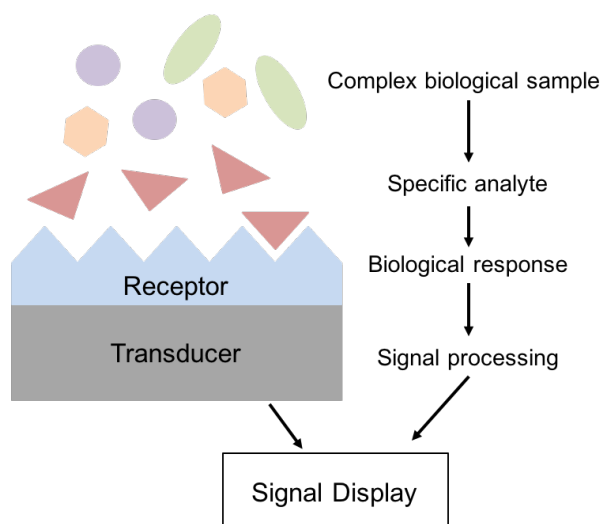 Complex biological sample
Specific analyte
Biological response
Receptor
Transducer
Signal processing
Signal Display